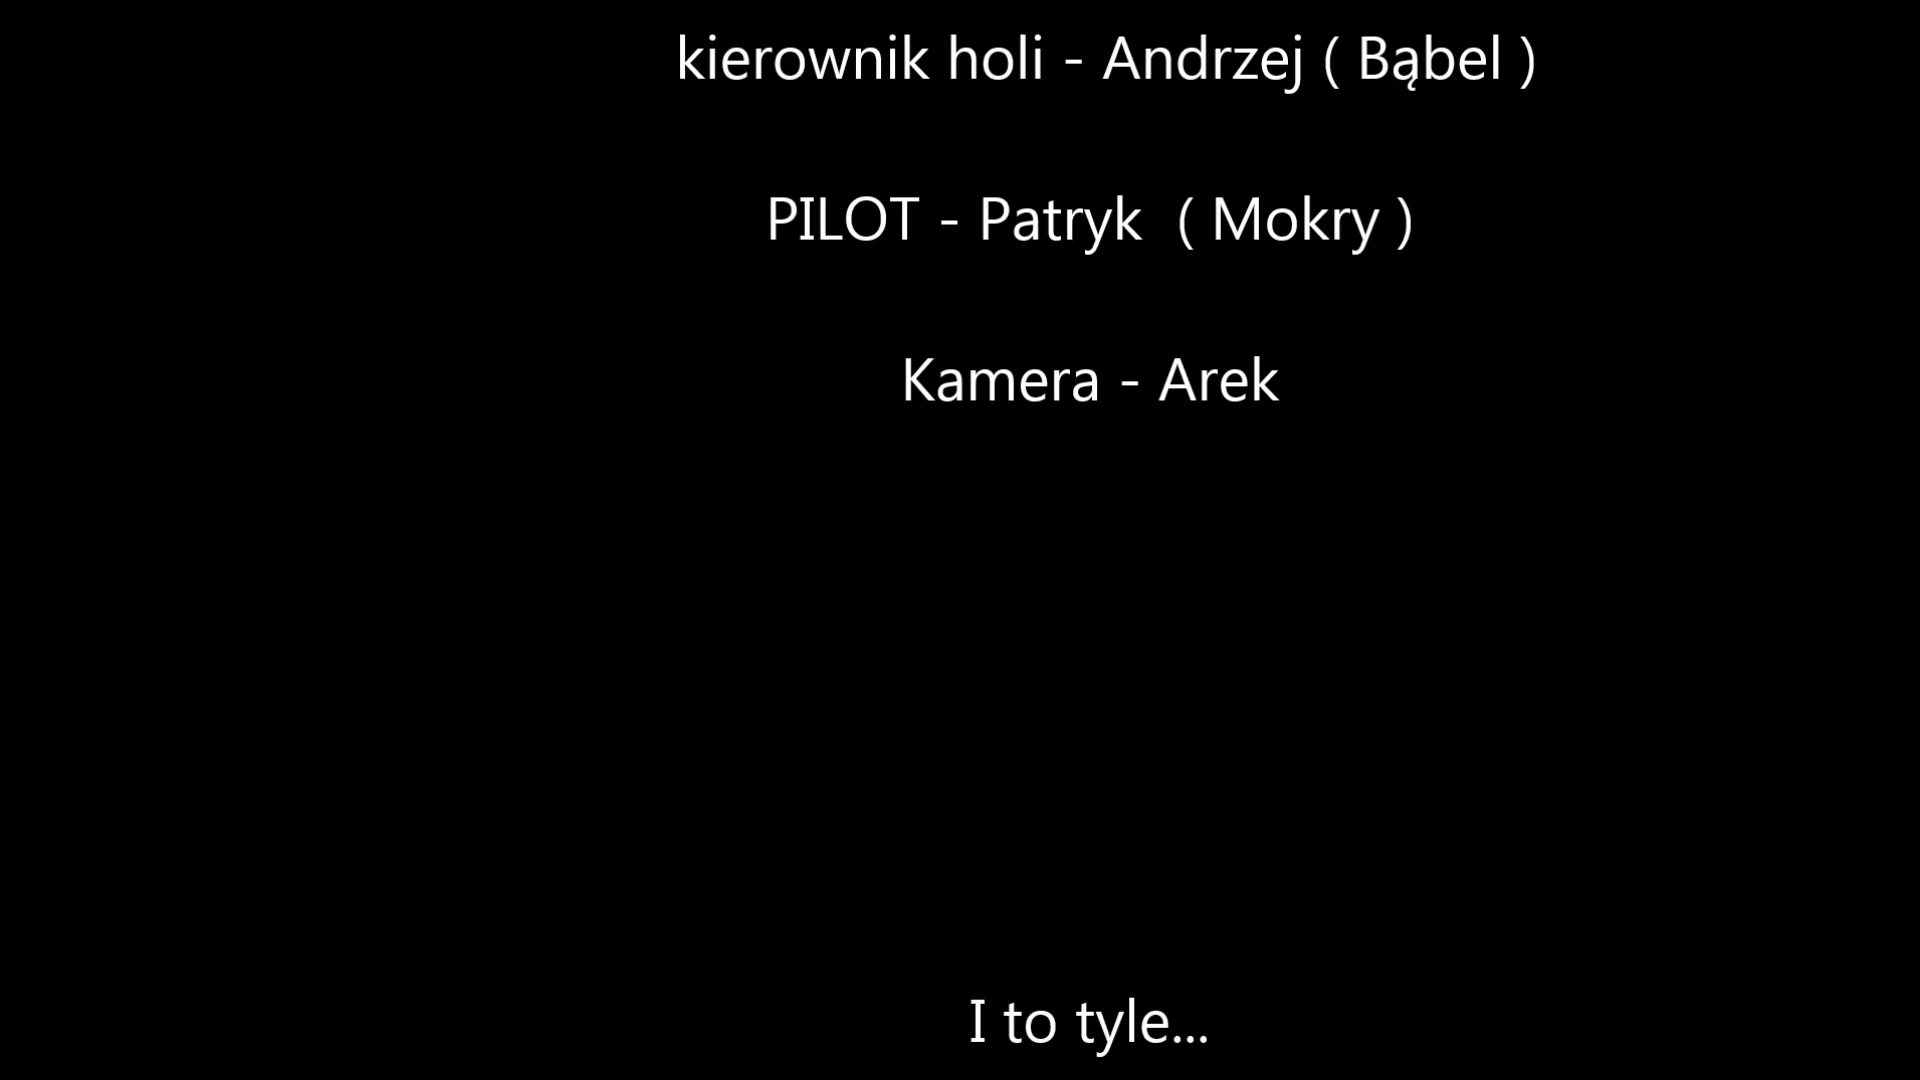 kierownik holi - Andrzej ( Bąbel )
PILOT - Patryk  ( Mokry )
Kamera - Arek
I to tyle...